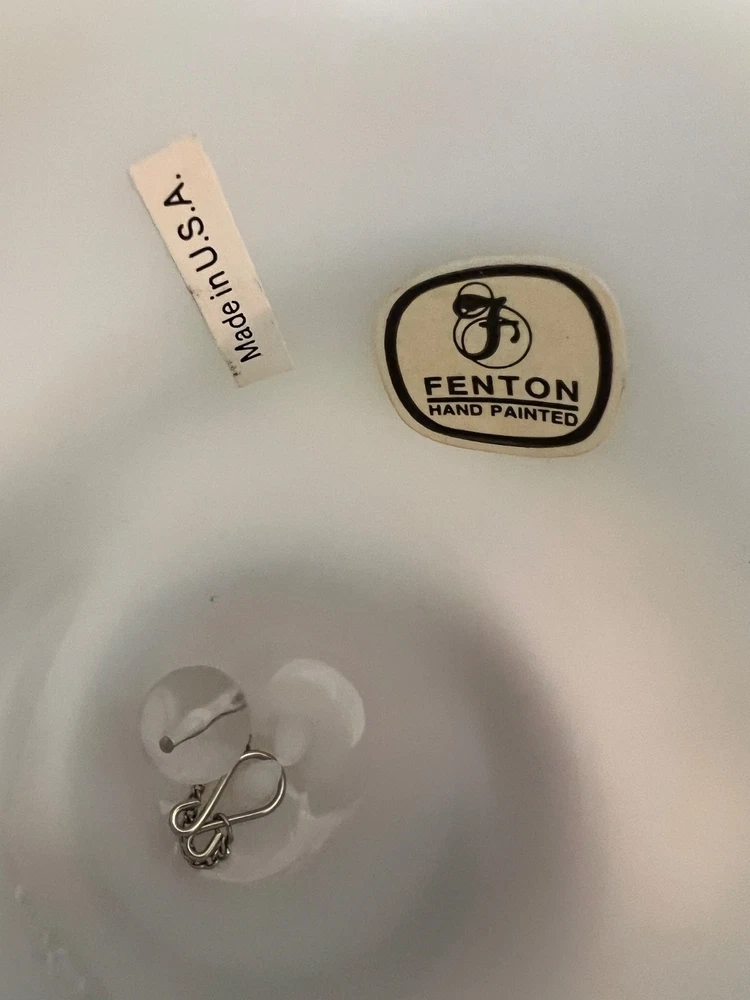 Made in U.S.A.
F
FENTON
HAND PAINTED